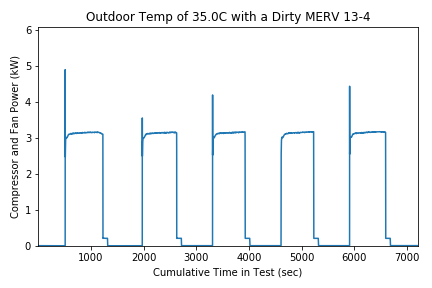 Outdoor Temp of 35.0C with a Dirty MERV 13-4
Compressor and Fan Power (kW)
6
5
4
3
2
1
0
1000 2000 3000 4000 5000 6000 7000
Cumulative Time in Test (sec)